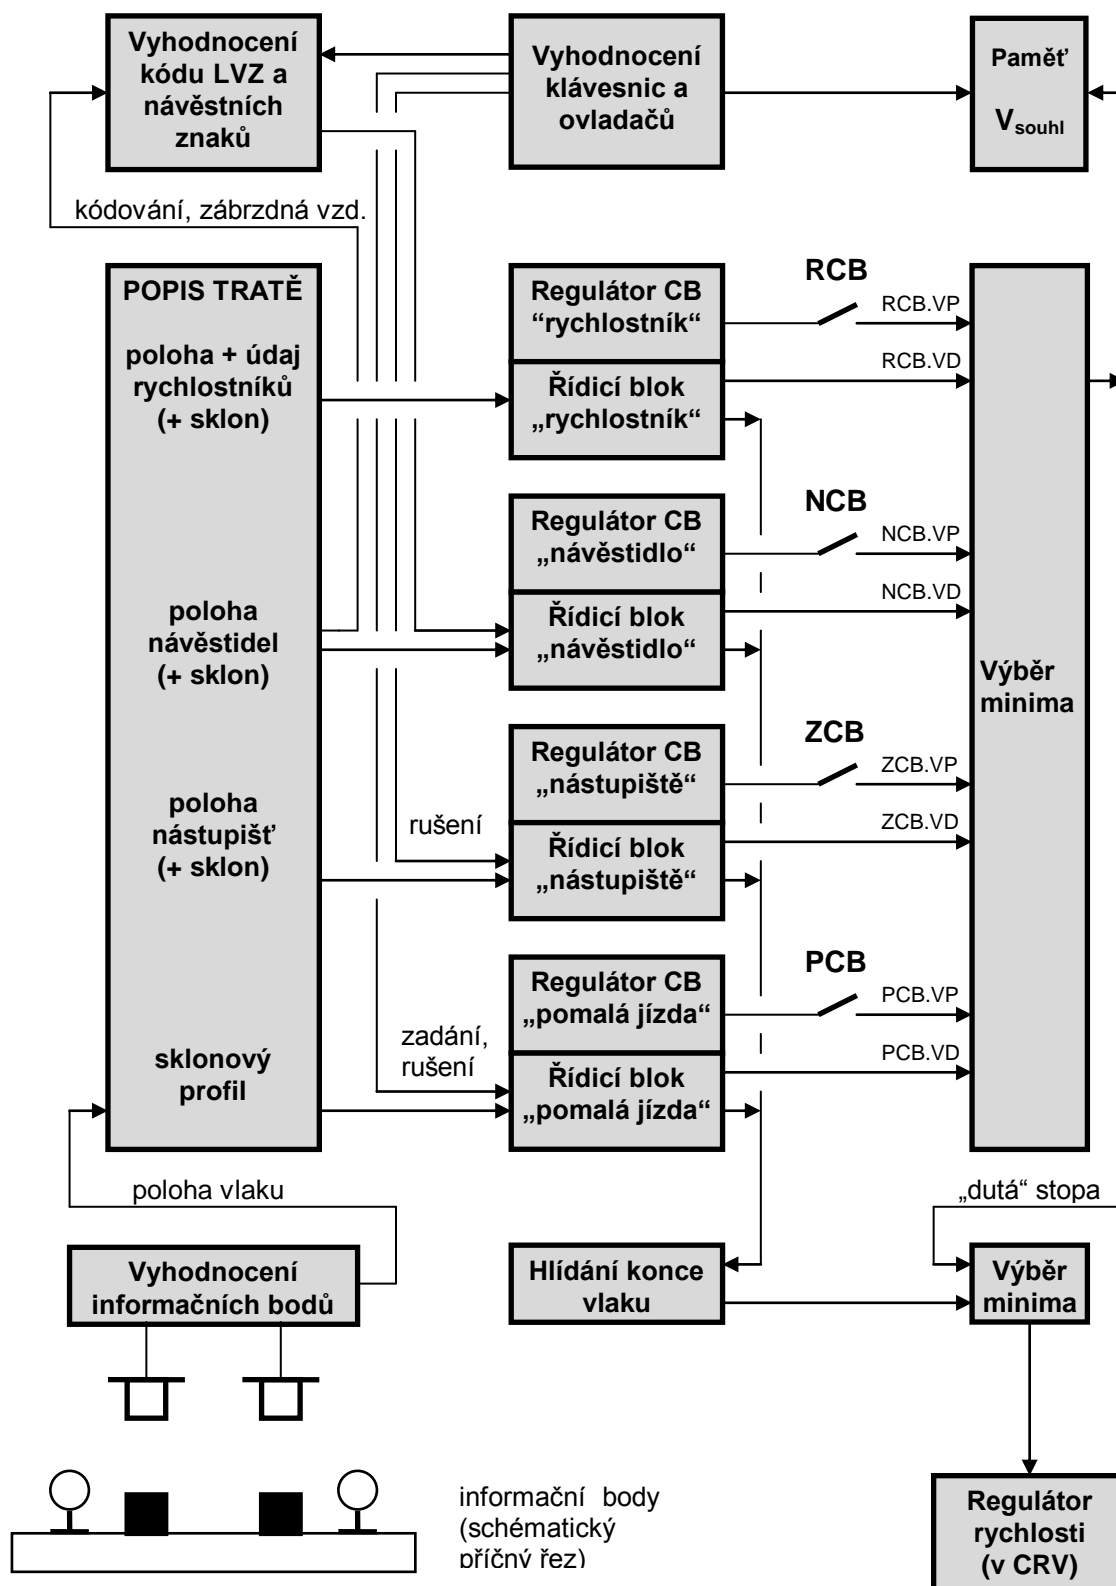 Vyhodnocení
kódu LVZ a
návěstních
znaků
Vyhodnocení
klávesnic a
ovladačů
Paměť
Vsouhl
kódování, zábrzdná vzd.
POPIS TRATĚ
poloha + údaj
rychlostníků
(+ sklon)
poloha
návěstidel
(+ sklon)
poloha
nástupišť
(+ sklon)
sklonový
profil
Regulátor CB
“rychlostník“
Řídicí blok
„rychlostník“
RCB
RCB.VP
RCB.VD
Regulátor CB
„návěstidlo“
Řídicí blok
„návěstidlo“
NCB
NCB.VP
NCB.VD
Výběr
minima
Regulátor CB
„nástupiště“
rušení
Řídicí blok
„nástupiště“
ZCB
ZCB.VP
ZCB.VD
Regulátor CB
„pomalá jízda“
zadání,
rušení
Řídicí blok
„pomalá jízda“
PCB
PCB.VP
PCB.VD
poloha vlaku
„dutá“ stopa
Vyhodnocení
informačních bodů
Hlídání konce
vlaku
Výběr
minima
informační body
(schématický
příčný řez)
Regulátor
rychlosti
(v CRV)